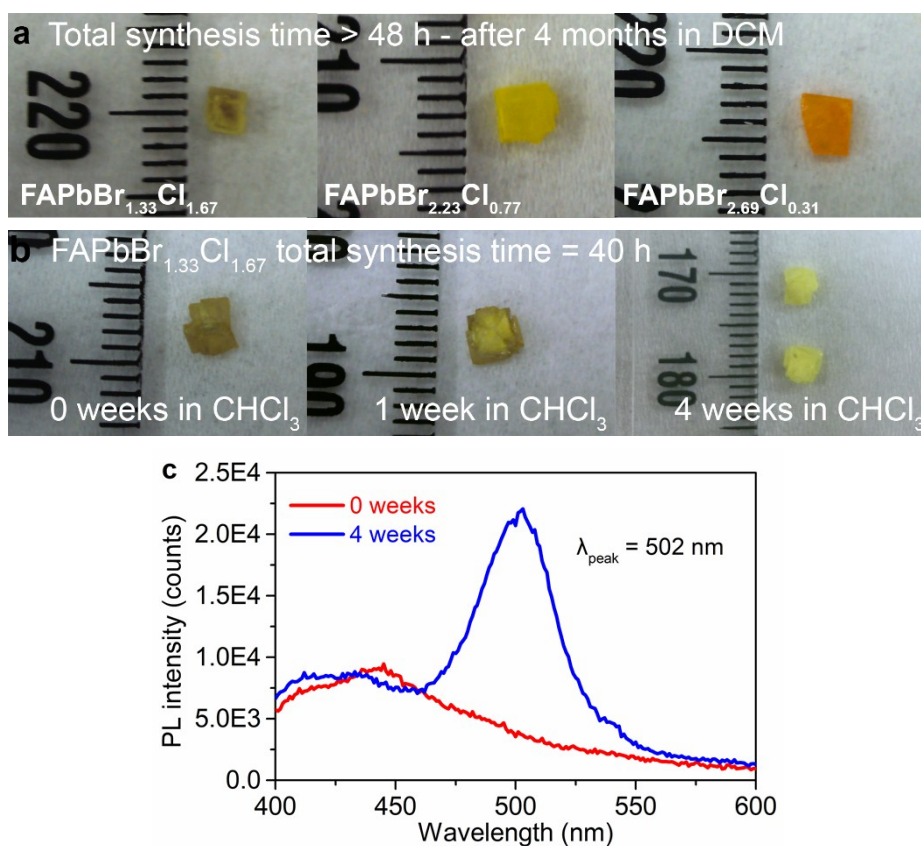 a Total synthesis time > 48 h - after 4 months in DCM
220
210
220
FAPbBr1.33Cl1.67
FAPbBr2.23Cl0.77
FAPbBr2.69Cl0.31
b FAPbBr1.33Cl1.67 total synthesis time = 40 h
210
190
170
180
0 weeks in CHCl3
1 week in CHCl3
4 weeks in CHCl3
c
2.5E4
2.0E4
1.5E4
1.0E4
5.0E3
0.0
PL intensity (counts)
0 weeks
4 weeks
λpeak = 502 nm
400 450 500 550 600
Wavelength (nm)